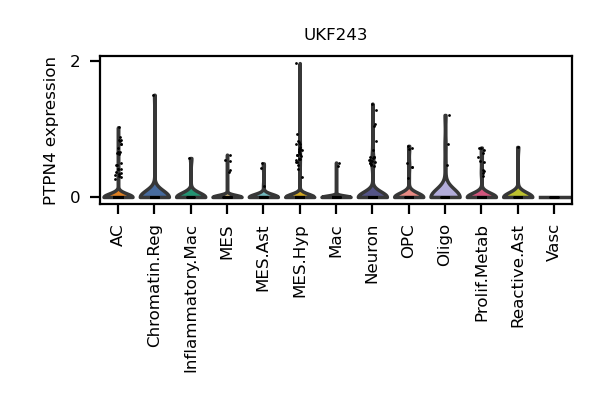 UKF243
PTPN4 expression
2
0
AC
Chromatin.Reg
Inflammatory.Mac
MES
MES.Ast
MES.Hyp
Mac
Neuron
OPC
Oligo
Prolif.Metab
Reactive.Ast
Vasc